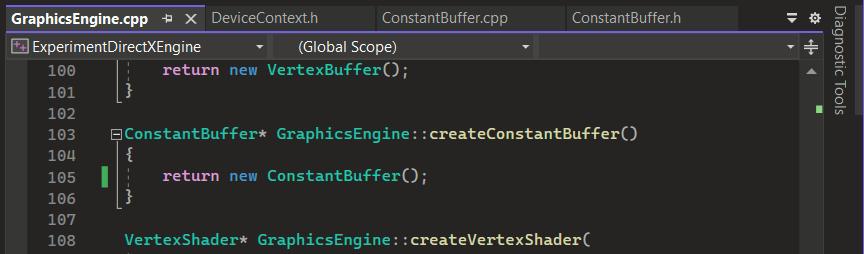 GraphicsEngine.cpp DeviceContext.h ConstantBuffer.cpp ConstantBuffer.h
ExperimentDirectXEngine (Global Scope)
100 return new VertexBuffer();
101 }
102
103 ConstantBuffer* GraphicsEngine::createConstantBuffer()
104 {
105 return new ConstantBuffer();
106 }
107
108 VertexShader* GraphicsEngine::createVertexShader(
Diagnostic Tools